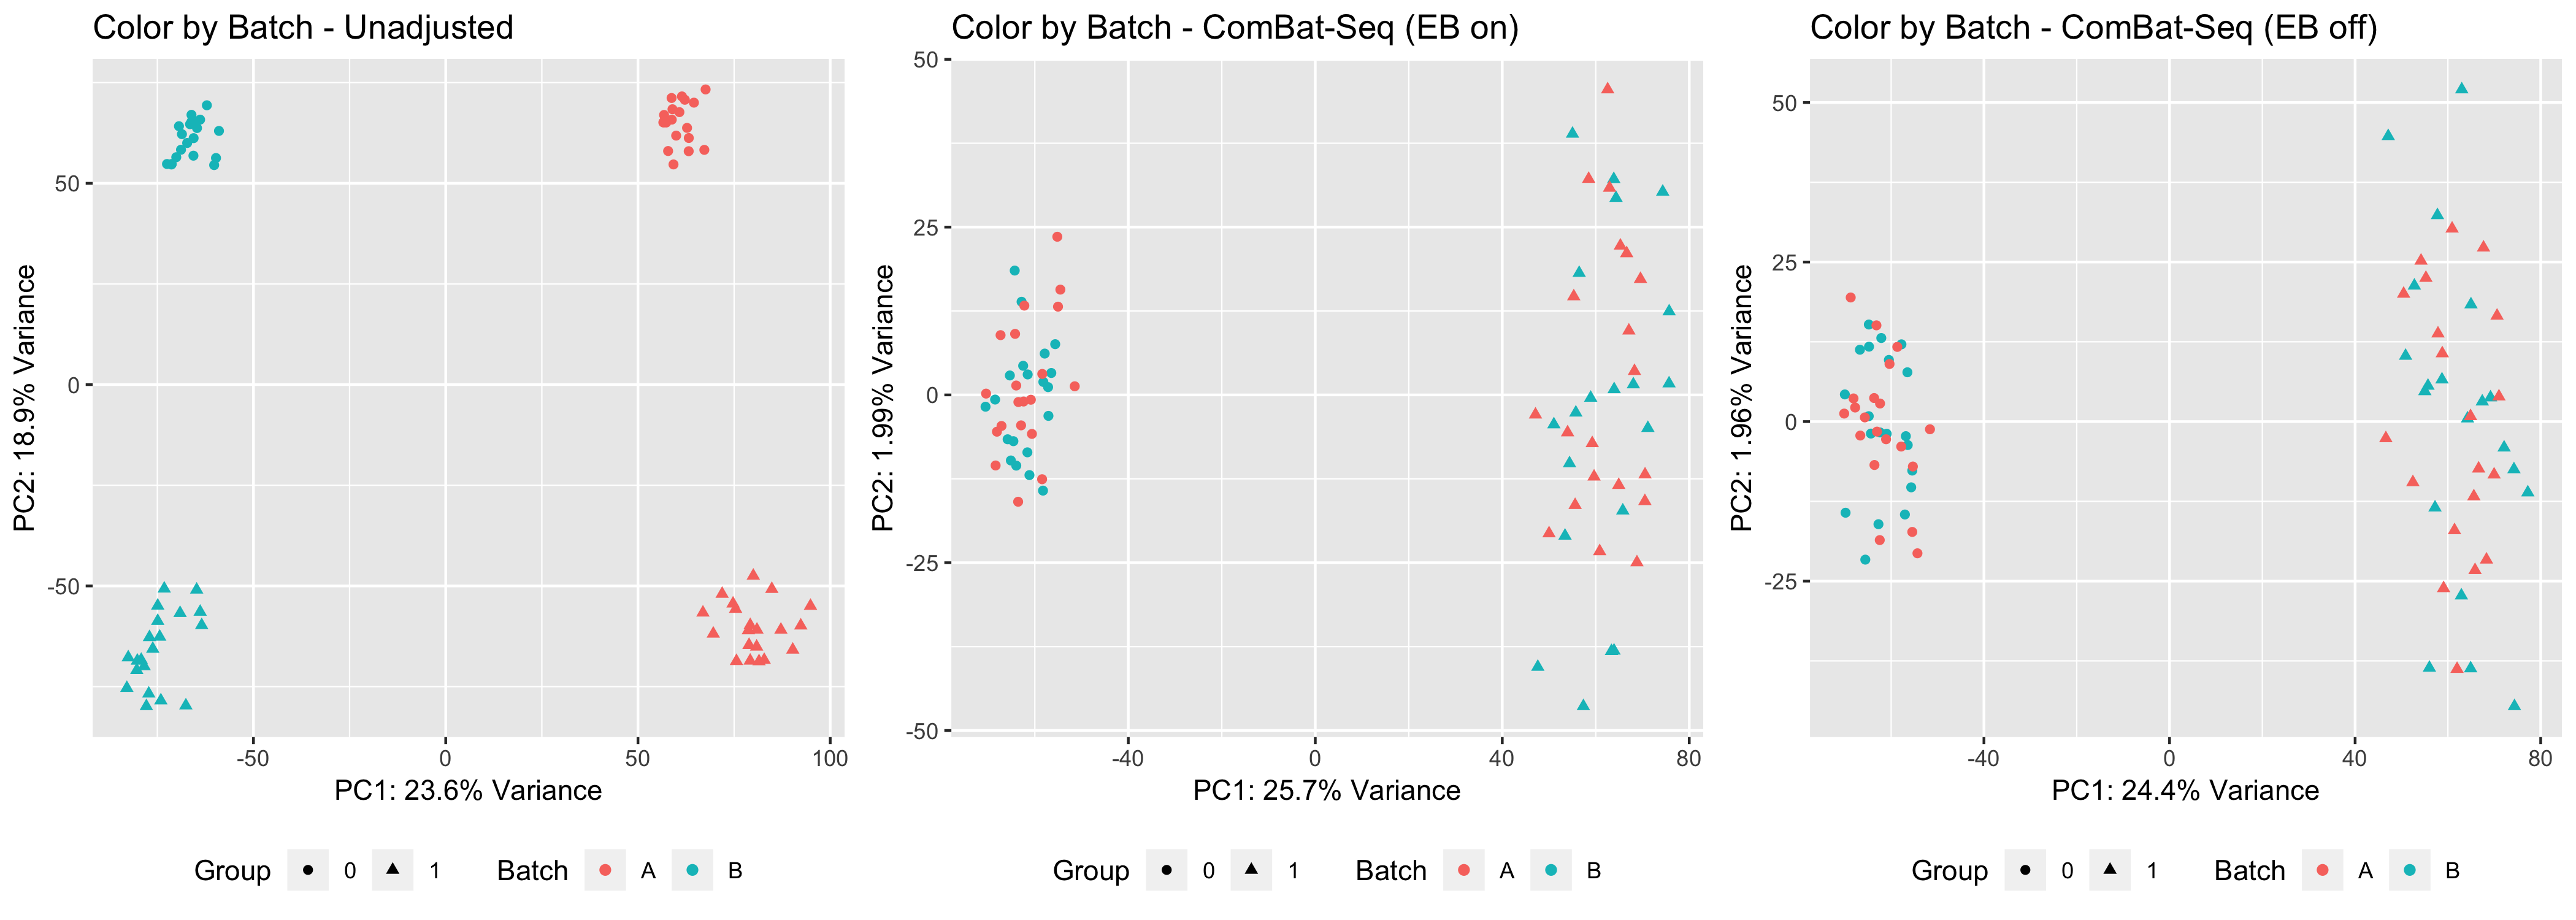 Color by Batch - Unadjusted
PC2: 18.9% Variance
50
0
-50
-50
0
50
100
PC1: 23.6% Variance
Group 0 1 Batch A B
Color by Batch - ComBat-Seq (EB on)
PC2: 1.99% Variance
50
25
0
-25
-50
-40
0
40
80
PC1: 25.7% Variance
Group 0 1 Batch A B
Color by Batch - ComBat-Seq (EB off)
PC2: 1.96% Variance
50
25
0
-25
-40
0
40
80
PC1: 24.4% Variance
Group 0 1 Batch A B